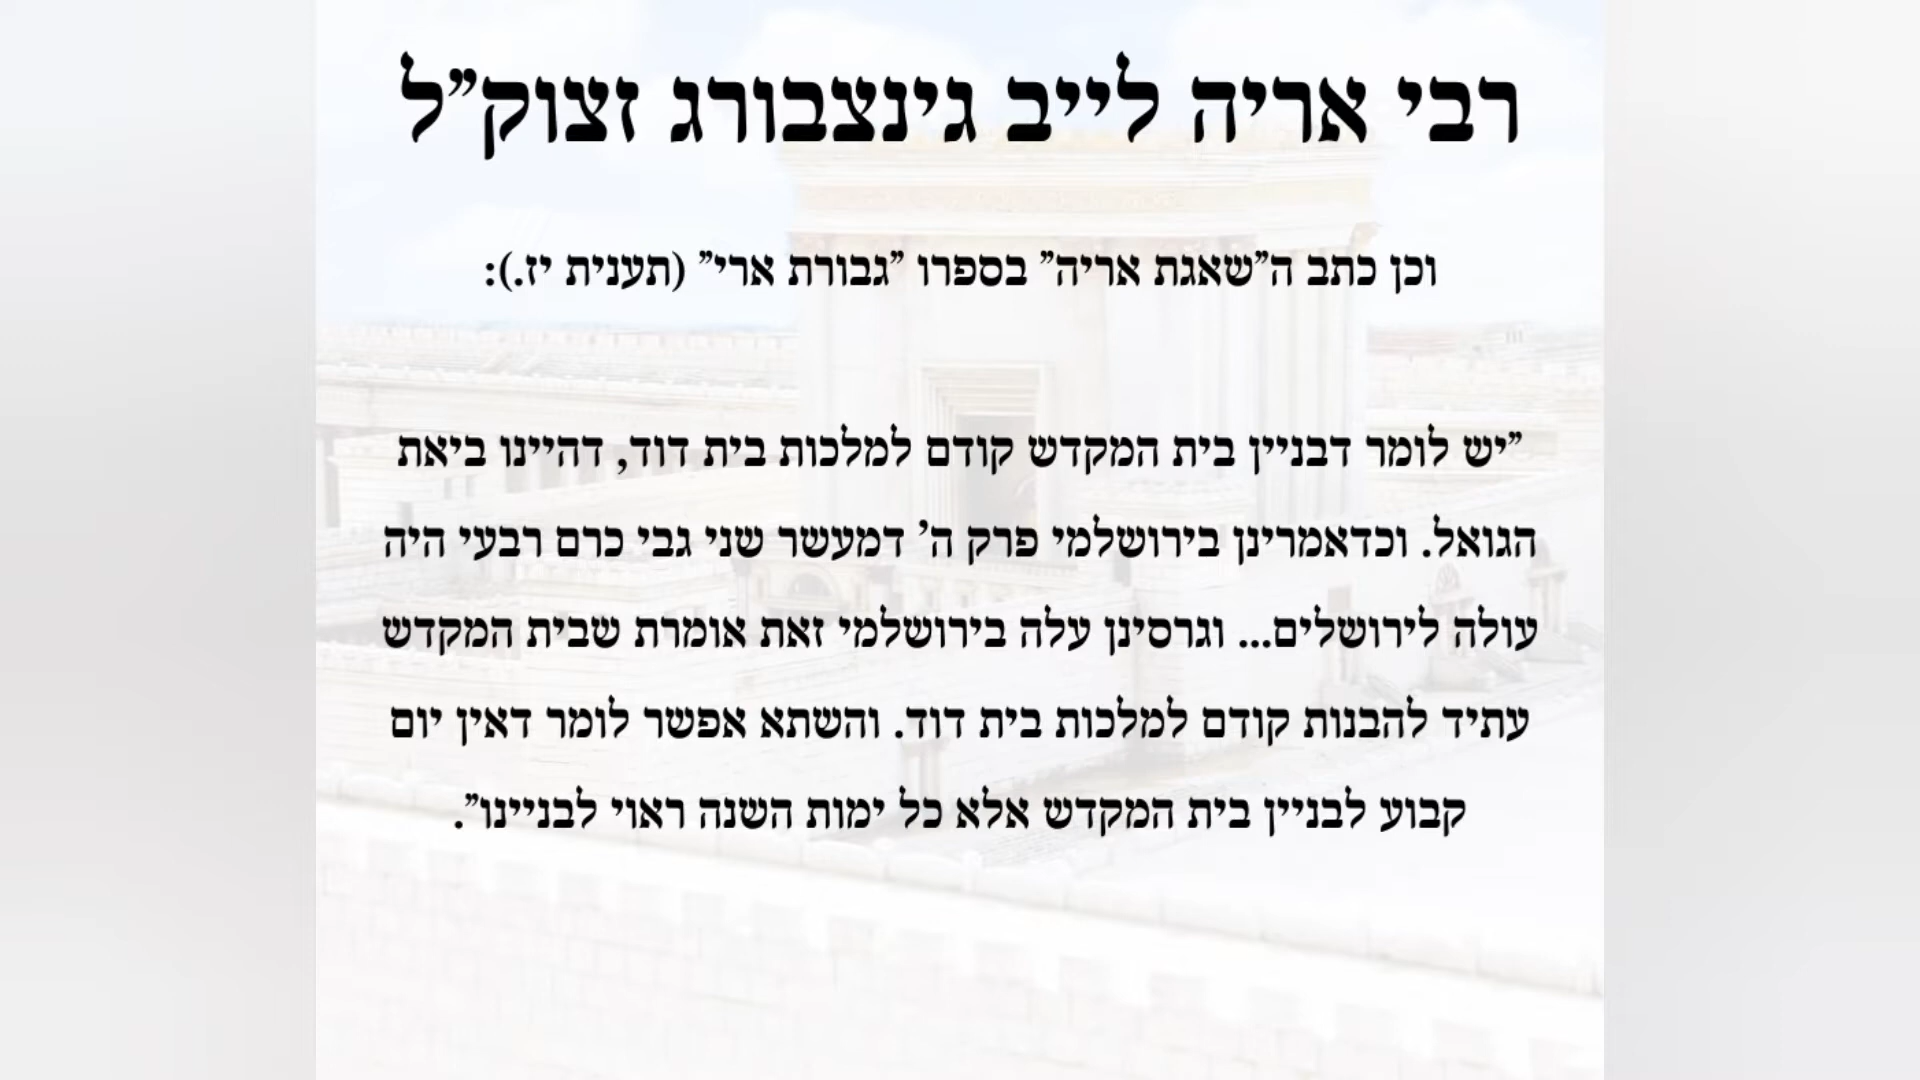 רבי אריה לייב גינצבורג זצוק"ל
וכן כתב ה"שאגת אריה" בספרו "גבורת ארי" (תענית יז.):
"יש לומר דבניין בית המקדש קודם למלכות בית דוד, דהיינו ביאת
הגואל. וכדאמרינן בירושלמי פרק ה' דמעשר שני גבי כרם רבעי היה
עולה לירושלים... וגרסינן עלה בירושלמי זאת אומרת שבית המקדש
עתיד להבנות קודם למלכות בית דוד. והשתא אפשר לומר דאין יום
קבוע לבניין בית המקדש אלא כל ימות השנה ראוי לבניינו".